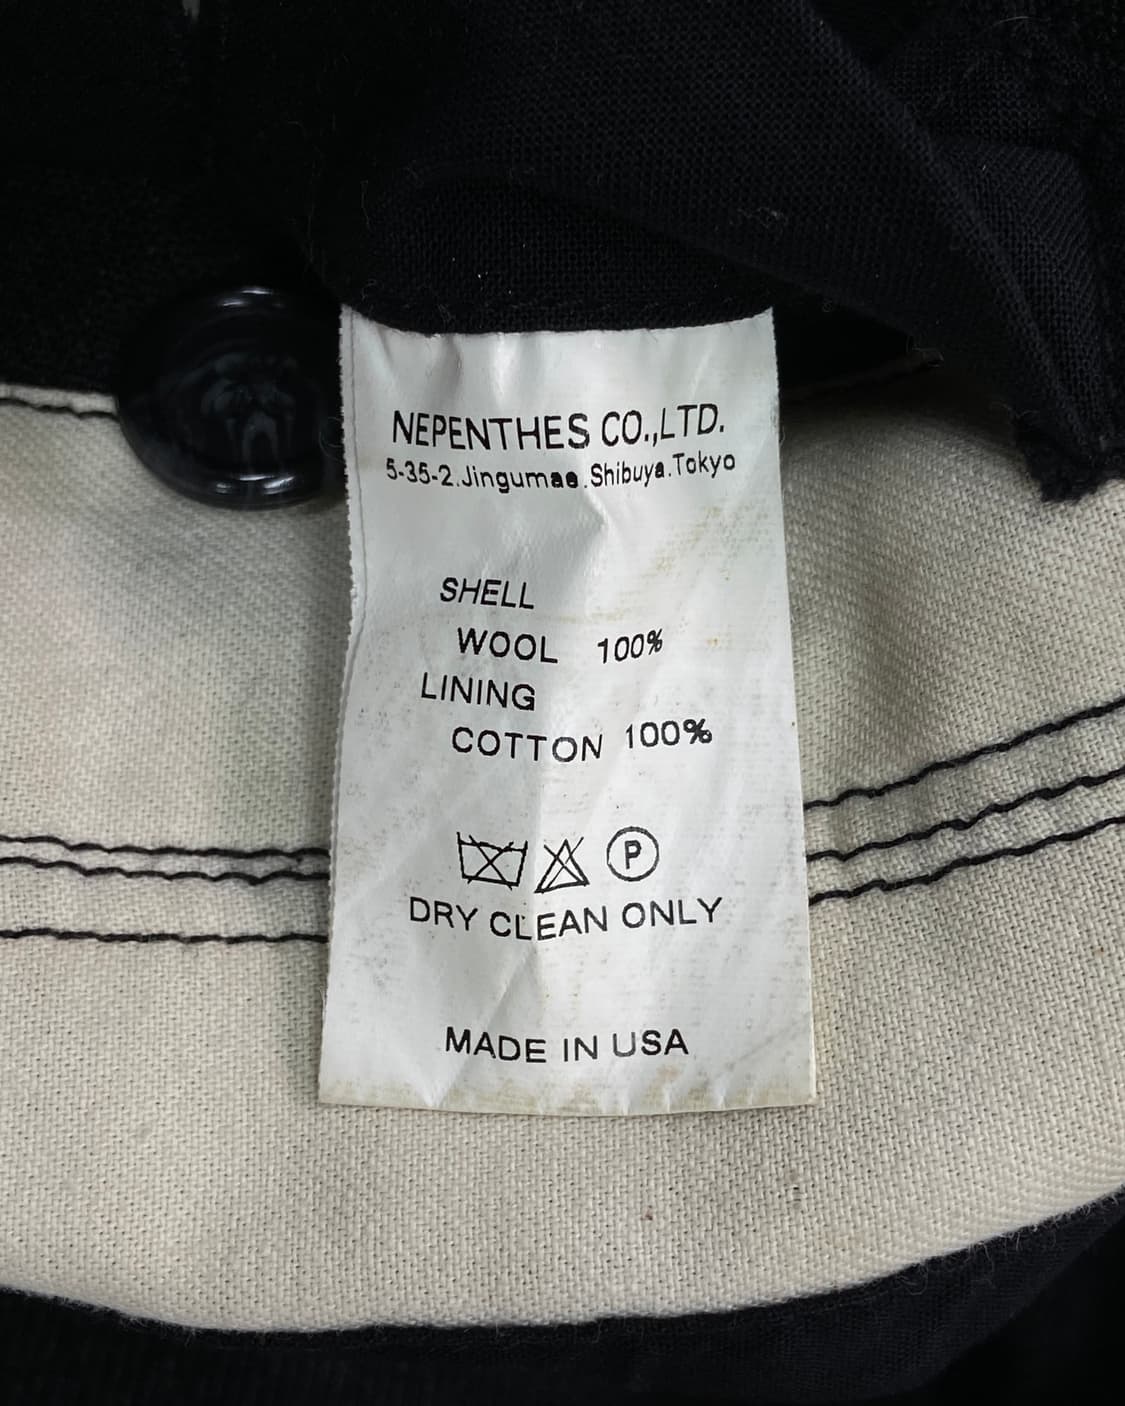 NEPENTHES CO.,LTD.
5-35-2.Jingumae.Shibuya.Tokyo
SHELL
WOOL 100%
LINING
COTTON 100%
P
DRY CLEAN ONLY
MADE IN USA